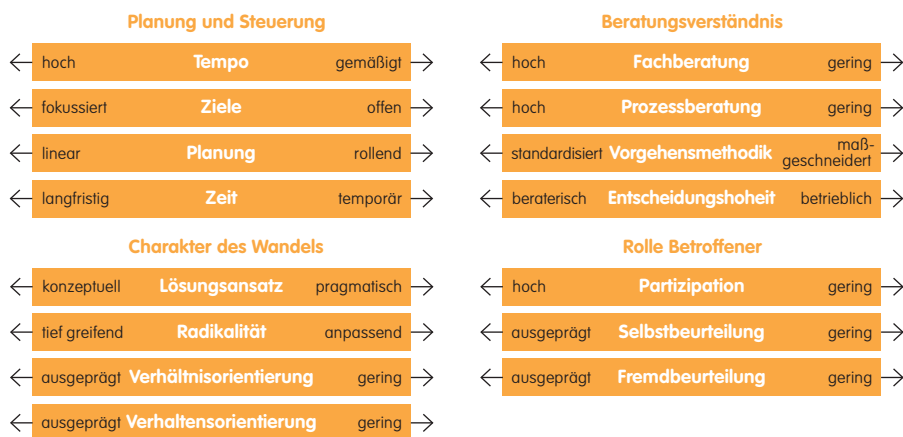 Planung und Steuerung
hoch Tempo gemäßigt
fokussiert Ziele offen
linear Planung rollend
langfristig Zeit temporär
Beratungsverständnis
hoch Fachberatung gering
hoch Prozessberatung gering
standardisiert Vorgehensmethodik maß-
geschneidert
beraterisch Entscheidungshoheit betrieblich
Charakter des Wandels
konzeptuell Lösungsansatz pragmatisch
tief greifend Radikalität anpassend
ausgeprägt Verhältnisorientierung gering
ausgeprägt Verhaltensorientierung gering
Rolle Betroffener
hoch Partizipation gering
ausgeprägt Selbstbeurteilung gering
ausgeprägt Fremdbeurteilung gering